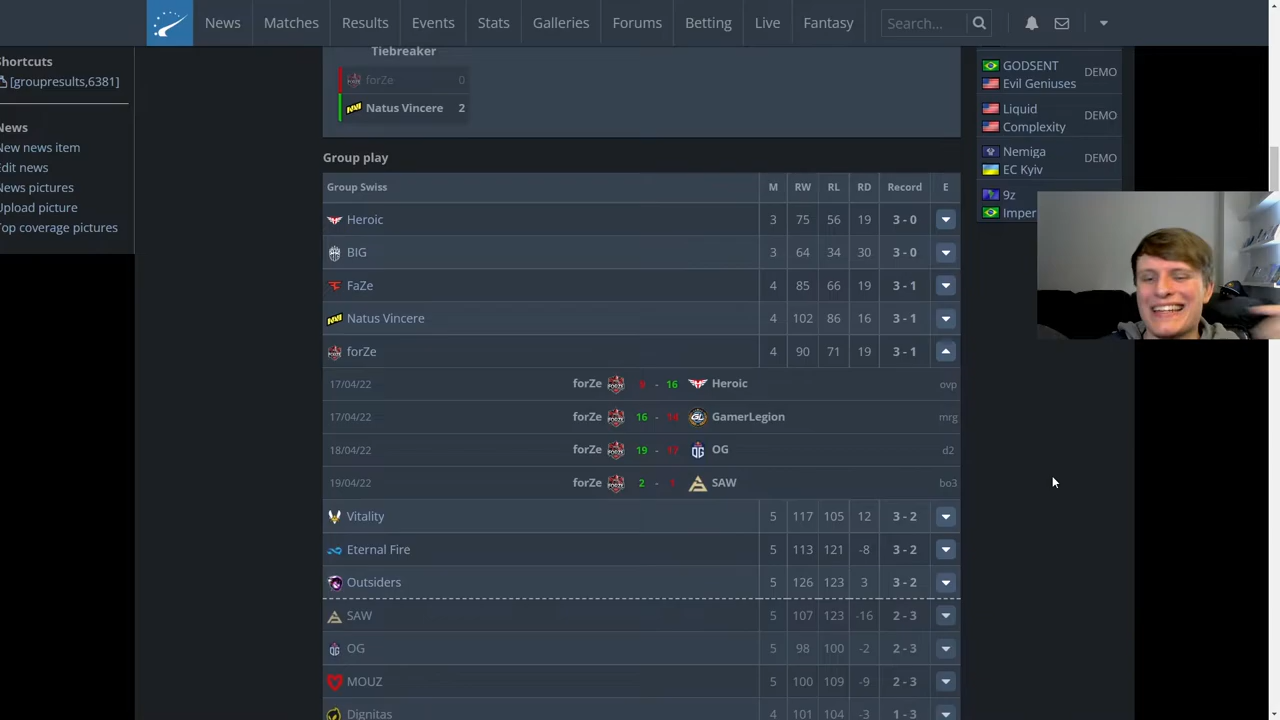 News Matches Results Events Stats Galleries Forums Betting Live Fantasy Search...
Shortcuts
[groupresults,6381]
News
New news item
Edit news
News pictures
Upload picture
Top coverage pictures
Tiebreaker
forZe 0
Natus Vincere 2
Group play
Group Swiss M RW RL RD Record E
Heroic 3 75 56 19 3 - 0
BIG 3 64 34 30 3 - 0
FaZe 4 85 66 19 3 - 1
Natus Vincere 4 102 86 16 3 - 1
forZe 4 90 71 19 3 - 1
17/04/22 forZe 9 - 16 Heroic ovp
17/04/22 forZe 16 - 14 GamerLegion mrg
18/04/22 forZe 19 - 17 OG d2
19/04/22 forZe 2 - 1 SAW bo3
Vitality 5 117 105 12 3 - 2
Eternal Fire 5 113 121 -8 3 - 2
Outsiders 5 126 123 3 3 - 2
SAW 5 107 123 -16 2 - 3
OG 5 98 100 -2 2 - 3
MOUZ 5 100 109 -9 2 - 3
Dignitas 4 101 104 -3 1 - 3
GODSENT DEMO
Evil Geniuses
Liquid DEMO
Complexity
Nemiga DEMO
EC Kyiv
9z
Imper